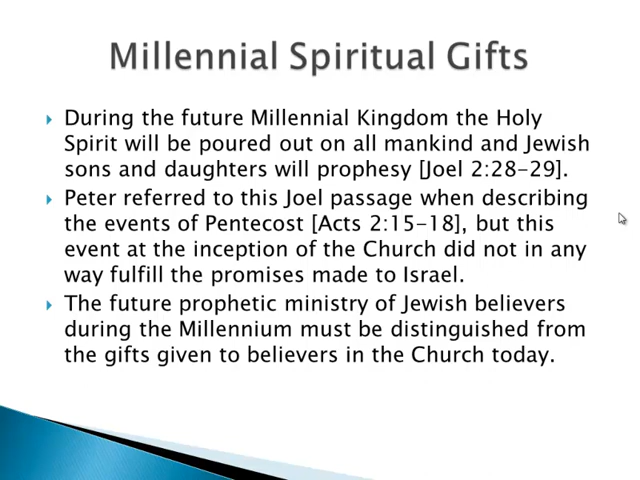 Millennial Spiritual Gifts
During the future Millennial Kingdom the Holy
Spirit will be poured out on all mankind and Jewish
sons and daughters will prophesy [Joel 2:28-29].
Peter referred to this Joel passage when describing
the events of Pentecost [Acts 2:15-18], but this
event at the inception of the Church did not in any
way fulfill the promises made to Israel.
The future prophetic ministry of Jewish believers
during the Millennium must be distinguished from
the gifts given to believers in the Church today.